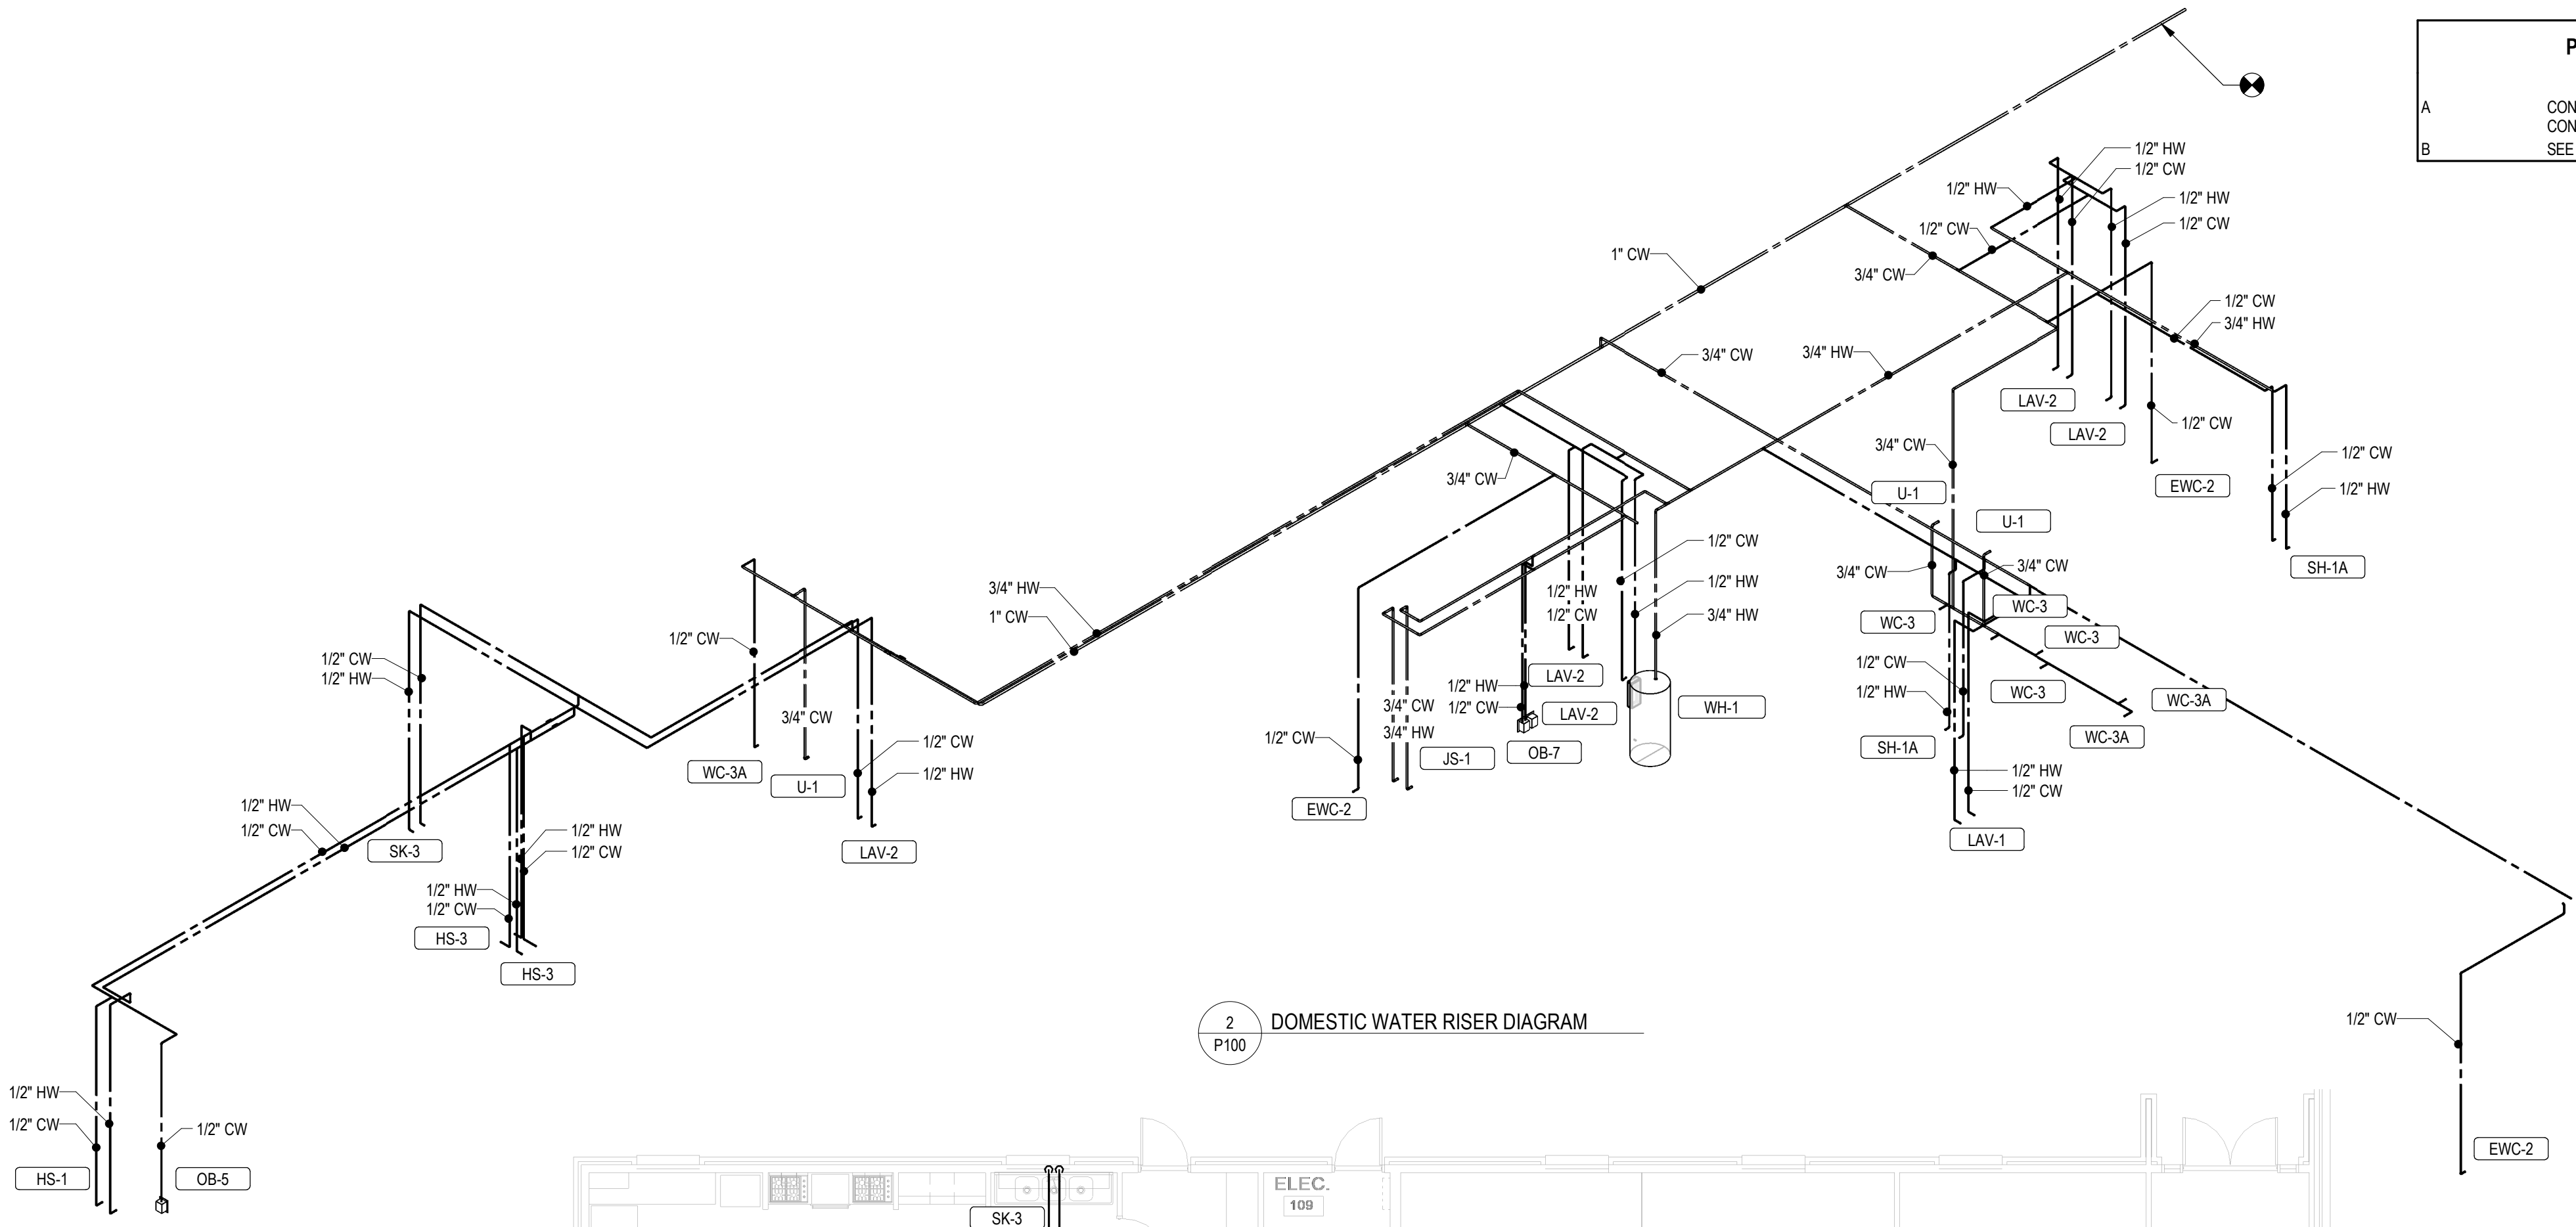 P
A CON
CON
B SEE
1/2" HW
1/2" CW
1/2" HW
1/2" HW
1/2" CW
1/2" CW
1" CW
3/4" CW
1/2" CW
3/4" HW
3/4" CW
3/4" HW
LAV-2
1/2" CW
LAV-2
3/4" CW
1/2" CW
3/4" CW
EWC-2
1/2" HW
U-1
U-1
1/2" CW
SH-1A
3/4" CW
3/4" CW
3/4" HW
1/2" HW
1/2" HW
WC-3
1/2" CW
3/4" HW
1" CW
WC-3
1/2" CW
WC-3
1/2" CW
1/2" HW
1/2" CW
LAV-2
1/2" HW
WC-3
1/2" HW
WC-3A
3/4" CW
1/2" CW
WH-1
3/4" CW
LAV-2
1/2" CW
3/4" HW
WC-3A
1/2" CW
SH-1A
OB-7
JS-1
WC-3A
1/2" HW
1/2" HW
U-1
1/2" CW
1/2" HW
EWC-2
1/2" CW
1/2" HW
LAV-1
SK-3
1/2" CW
LAV-2
1/2" HW
1/2" CW
HS-3
HS-3
2
P100
DOMESTIC WATER RISER DIAGRAM
1/2" CW
1/2" HW
1/2" CW
1/2" CW
HS-1
OB-5
EWC-2
ELEC.
109
SK-3